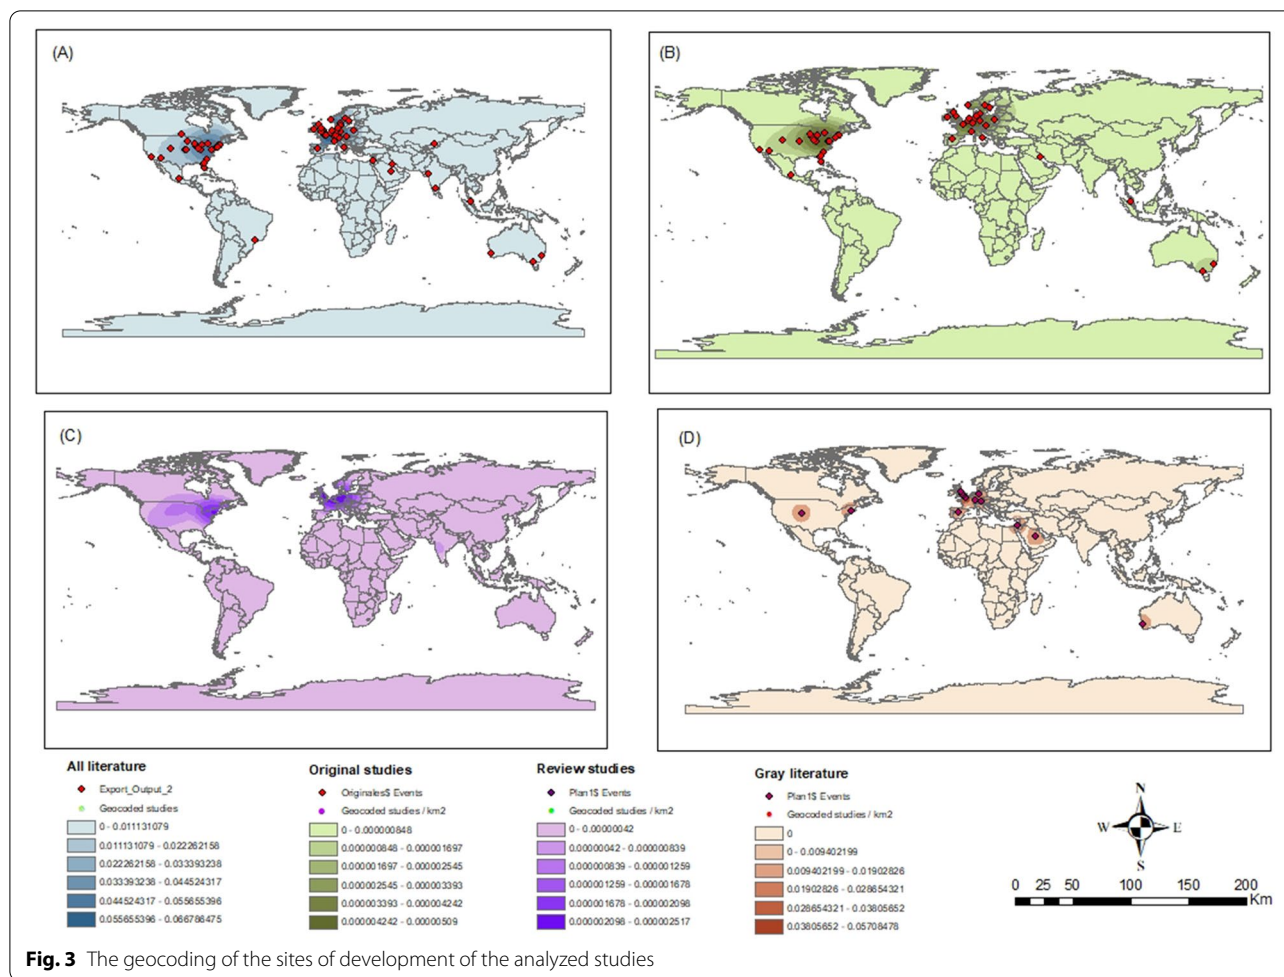 (A)
(B)
(C)
(D)
All literature
Export_Output_2
Geocoded studies
0 - 0.011131079
0.011131079 - 0.022262158
0.022262158 - 0.033393238
0.033393238 - 0.044524317
0.044524317 - 0.055655396
0.055655396 - 0.066786475
Original studies
Originales$ Events
Geocoded studies / km2
0 - 0.000000848
0.000000848 - 0.000001697
0.000001697 - 0.000002545
0.000002545 - 0.000003393
0.000003393 - 0.000004242
0.000004242 - 0.00000509
Review studies
Plan1$ Events
Geocoded studies / km2
0 - 0.00000042
0.00000042 - 0.000000839
0.000000839 - 0.000001259
0.000001259 - 0.000001678
0.000001678 - 0.000002098
0.000002098 - 0.000002517
Gray literature
Plan1$ Events
Geocoded studies / km2
0
0 - 0.009402199
0.009402199 - 0.01902826
0.01902826 - 0.028654321
0.028654321 - 0.03805652
0.03805652 - 0.05708478
N
W E
S
0 25 50 100 150 200
Km
Fig. 3 The geocoding of the sites of development of the analyzed studies